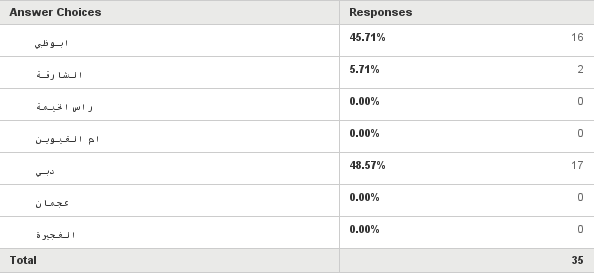 Answer Choices Responses
ابوظبي 45.71% 16
الشارقة 5.71% 2
راس الخيمة 0.00% 0
ام القيوين 0.00% 0
دبي 48.57% 17
عجمان 0.00% 0
الفجيرة 0.00% 0
Total 35